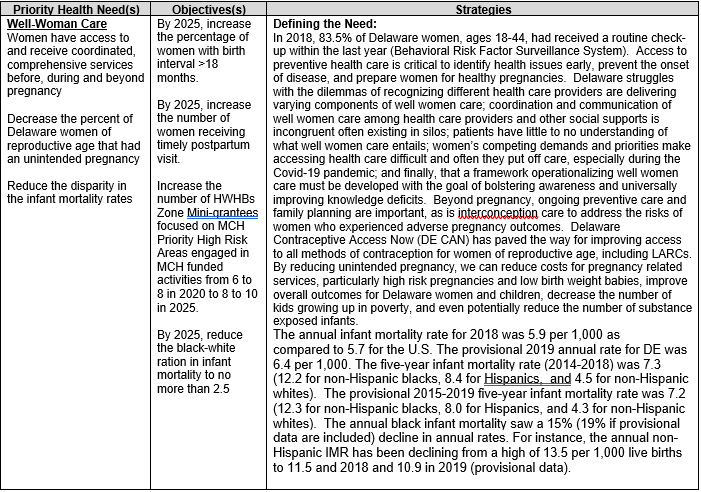 Priority Health Need(s)
Objective(s)
Strategies
Well-Woman Care
Women have access to
and receive coordinated,
comprehensive services
before, during and beyond
pregnancy
Decrease the percent of
Delaware women of
reproductive age that had
an unintended pregnancy
Reduce the disparity in
the infant mortality rates
By 2025, increase
the percentage of
women with birth
interval >18
months.
By 2025, increase
the number of
women receiving
timely postpartum
visit.
Increase the
number of HWHBs
Zone Mini-grantees
focused on MCH
Priority High Risk
Areas engaged in
MCH funded
activities from 6 to
8 in 2020 to 8 to 10
in 2025.
By 2025, reduce
the black-white
ration in infant
mortality to no
more than 2.5
Defining the Need:
In 2018, 83.5% of Delaware women, ages 18-44, had received a routine check-
up within the last year (Behavioral Risk Factor Surveillance System).  Access to
preventive health care is critical to identify health issues early, prevent the onset
of disease, and prepare women for healthy pregnancies.  Delaware struggles
with the dilemmas of recognizing different health care providers are delivering
varying components of well women care; coordination and communication of
well women care among health care providers and other social supports is
incongruent often existing in silos; patients have little to no understanding of
what well women care entails; women's competing demands and priorities make
accessing health care difficult and often they put off care, especially during the
Covid-19 pandemic; and finally, that a framework operationalizing well women
care must be developed with the goal of bolstering awareness and universally
improving knowledge deficits.  Beyond pregnancy, ongoing preventive care and
family planning are important, as is interconception care to address the risks of
women who experienced adverse pregnancy outcomes.  Delaware
Contraceptive Access Now (DE CAN) has paved the way for improving access
to all methods of contraception for women of reproductive age, including LARCs.
By reducing unintended pregnancy, we can reduce costs for pregnancy related
services, particularly high risk pregnancies and low birth weight babies, improve
overall outcomes for Delaware women and children, decrease the number of
kids growing up in poverty, and even potentially reduce the number of substance
exposed infants.
The annual infant mortality rate for 2018 was 5.9 per 1,000 as
compared to 5.7 for the U.S. The provisional 2019 annual rate for DE was
6.4 per 1,000. The five-year infant mortality rate (2014-2018) was 7.3
(12.2 for non-Hispanic blacks, 8.4 for Hispanics,  and 4.5 for non-Hispanic
whites).  The provisional 2015-2019 five-year infant mortality rate was 7.2
(12.3 for non-Hispanic blacks, 8.0 for Hispanics, and 4.3 for non-Hispanic
whites).  The annual black infant mortality saw a 15% (19% if provisional
data are included) decline in annual rates. For instance, the annual non-
Hispanic IMR has been declining from a high of 13.5 per 1,000 live births
to 11.5 and 2018 and 10.9 in 2019 (provisional data).